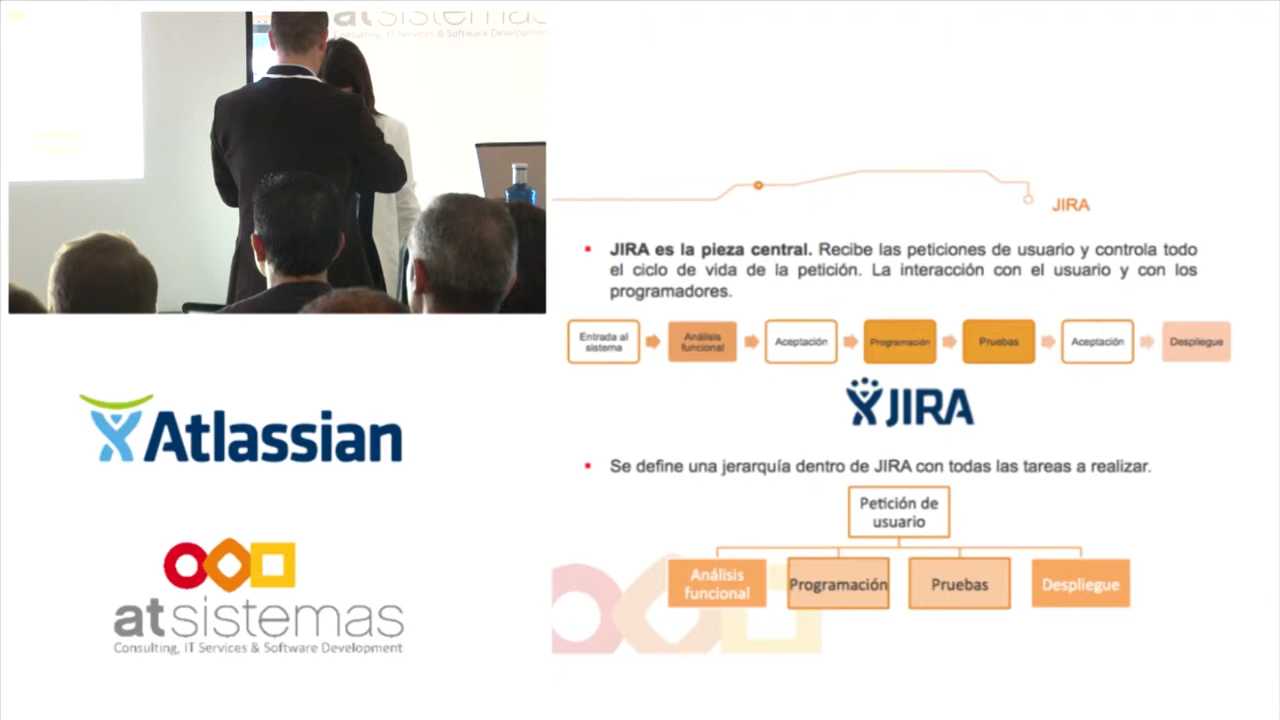 atsistemas
Consulting, IT Services & Software Development
JIRA
JIRA es la pieza central. Recibe las peticiones de usuario y controla todo
el ciclo de vida de la petición. La interacción con el usuario y con los
programadores.
Entrada al
sistema
Análisis
funcional
Aceptación
Programación
Pruebas
Aceptación
Despliegue
JIRA
Atlassian
Se define una jerarquía dentro de JIRA con todas las tareas a realizar.
Petición de
usuario
Análisis
funcional
Programación
Pruebas
Despliegue
atsistemas
Consulting, IT Services & Software Development